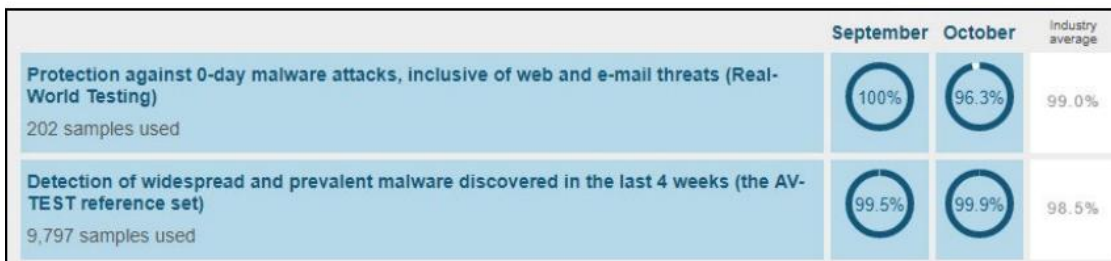 September October Industry average
Protection against 0-day malware attacks, inclusive of web and e-mail threats (Real-
World Testing)
202 samples used
100% 96.3% 99.0%
Detection of widespread and prevalent malware discovered in the last 4 weeks (the AV-
TEST reference set)
9,797 samples used
99.5% 99.9% 98.5%